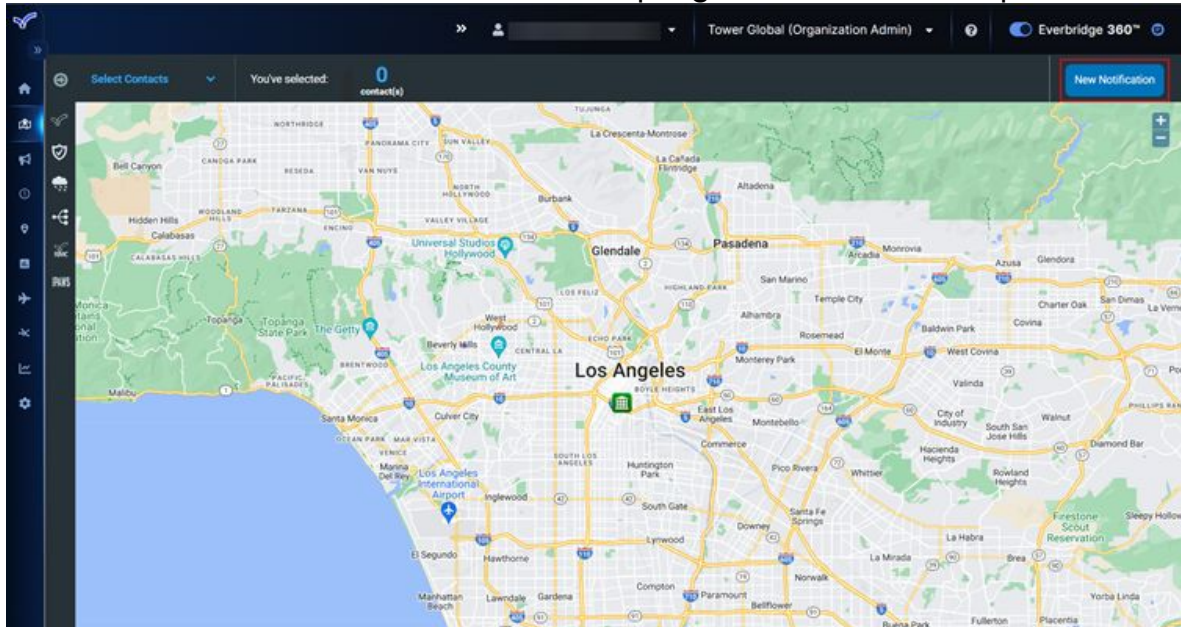 Tower Global (Organization Admin)
Everbridge 360™
Select Contacts
You've selected:
0
contact(s)
New Notification
TUJUNGA
NORTHRIDGE
La Crescenta-Montrose
PANORAMA CITY
SUN VALLEY
Bell Canyon
CANOGA PARK
RESEDA
VAN NUYS
La Cañada
Flintridge
Altadena
NORTH
HOLLYWOOD
Burbank
Hidden Hills
WOODLAND
HILLS
TARZANA
ENCINO
VALLEY VILLAGE
Calabasas
CALABASAS HILLS
Universal Studios
Hollywood
Glendale
Pasadena
Arcadia
Monrovia
Azusa
Glendora
LOS FELIZ
HIGHLAND PARK
San Marino
Temple City
Charter Oak
San Dimas
La Vern
Topanga
Topanga
State Park
The Getty
West
Hollywood
Beverly Hills
CENTRAL LA
ECHO PARK
Alhambra
Rosemead
El Monte
Baldwin Park
West Covina
Covina
BRENTWOOD
Los Angeles County
Museum of Art
Los Angeles
Monterey Park
Malibu
PACIFIC
PALISADES
BOYLE HEIGHTS
Valinda
Santa Monica
Culver City
East Los
Angeles
Montebello
City of
Industry
South San
Jose Hills
Walnut
PHILLIPS RAN
OCEAN PARK
MAR VISTA
VENICE
Commerce
Hacienda
Heights
Diamond Bar
Marina
Del Rey
SOUTH LOS
ANGELES
Huntington
Park
Pico Rivera
Whittier
Rowland
Heights
Los Angeles
International
Airport
Inglewood
South Gate
Downey
Santa Fe
Springs
Firestone
Scout
Reservation
Sleepy Hollow
Lynwood
La Habra
El Segundo
Hawthorne
La Mirada
Brea
Norwalk
Compton
Paramount
Manhattan
Beach
Lawndale
Gardena
Bellflower
Yorba Linda
Buena Park
Fullerton
Placentia